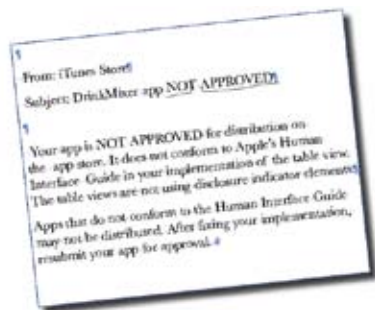 From: iTunes Store
Subject: DrinkMixer app NOT APPROVED!
Your app is NOT APPROVED for distribution on
the app store. It does not conform to Apple's Human
Interface Guide in your implementation of the table view.
The table views are not using disclosure indicator elements.
Apps that do not conform to the Human Interface Guide
may not be distributed. After fixing your implementation,
resubmit your app for approval.